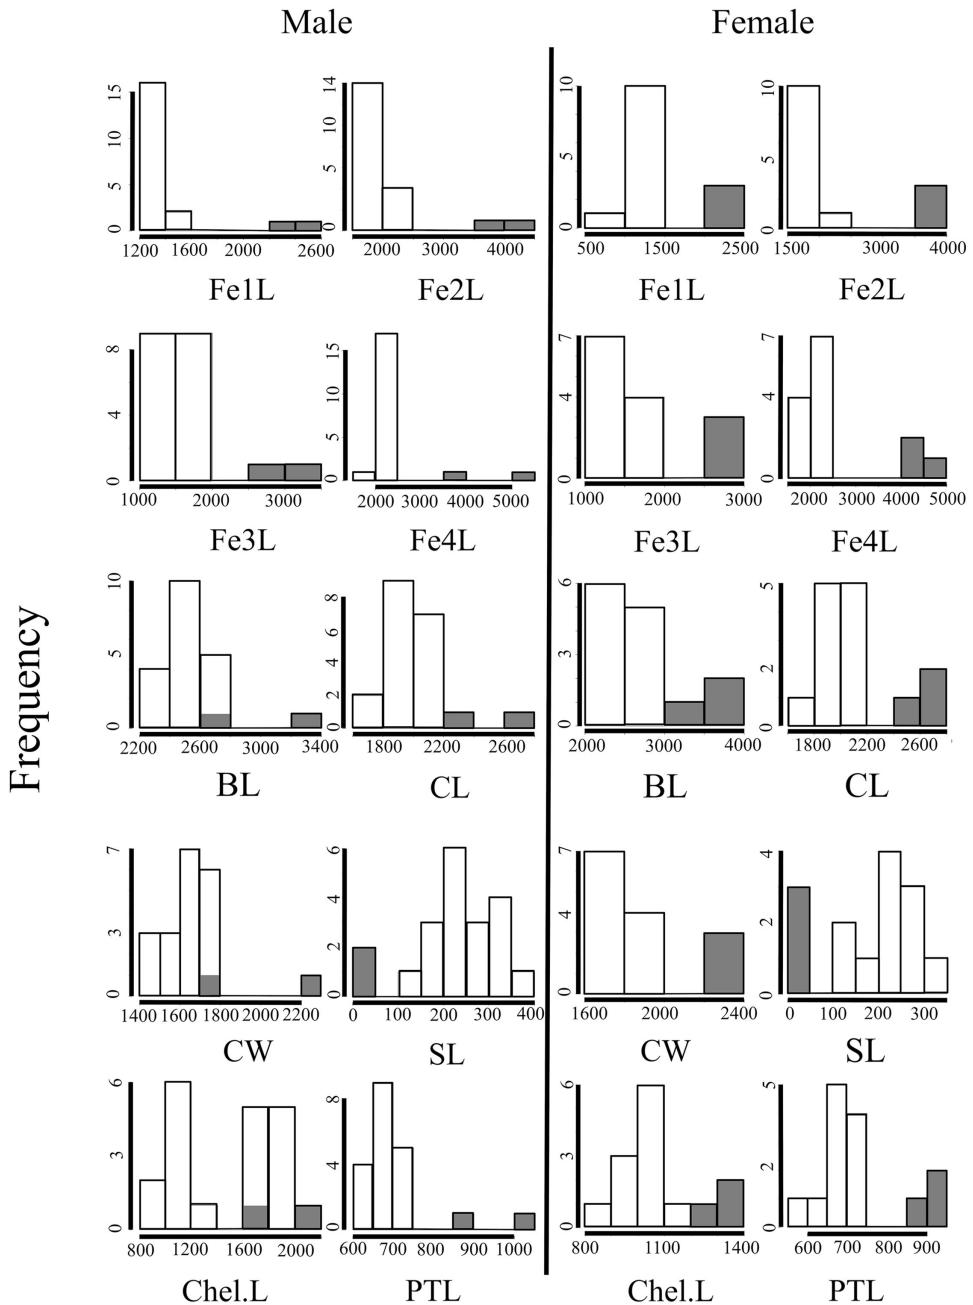 Male Female
15 10 5 0
1200 1600 2000 2600
Fe1L
14 10 5 0
2000 3000 4000
Fe2L
10 5 0
500 1500 2500
Fe1L
10 5 0
1500 3000 4000
Fe2L
8 4 0
1000 2000 3000
Fe3L
15 10 5 0
2000 3000 4000 5000
Fe4L
7 4 0
1000 2000 3000
Fe3L
7 4 0
2000 3000 4000 5000
Fe4L
Frequency
10 5 0
2200 2600 3000 3400
BL
8 6 4 2 0
1800 2200 2600
CL
6 3 0
2000 3000 4000
BL
5 2 0
1800 2200 2600
CL
7 3 0
1400 1600 1800 2000 2200
CW
6 4 2 0
0 100 200 300 400
SL
7 4 0
1600 2000 2400
CW
4 2 0
0 100 200 300
SL
6 3 0
800 1200 1600 2000
Chel.L
8 4 0
600 700 800 1000
PTL
6 3 0
800 1100 1400
Chel.L
5 2 0
600 700 800 900
PTL